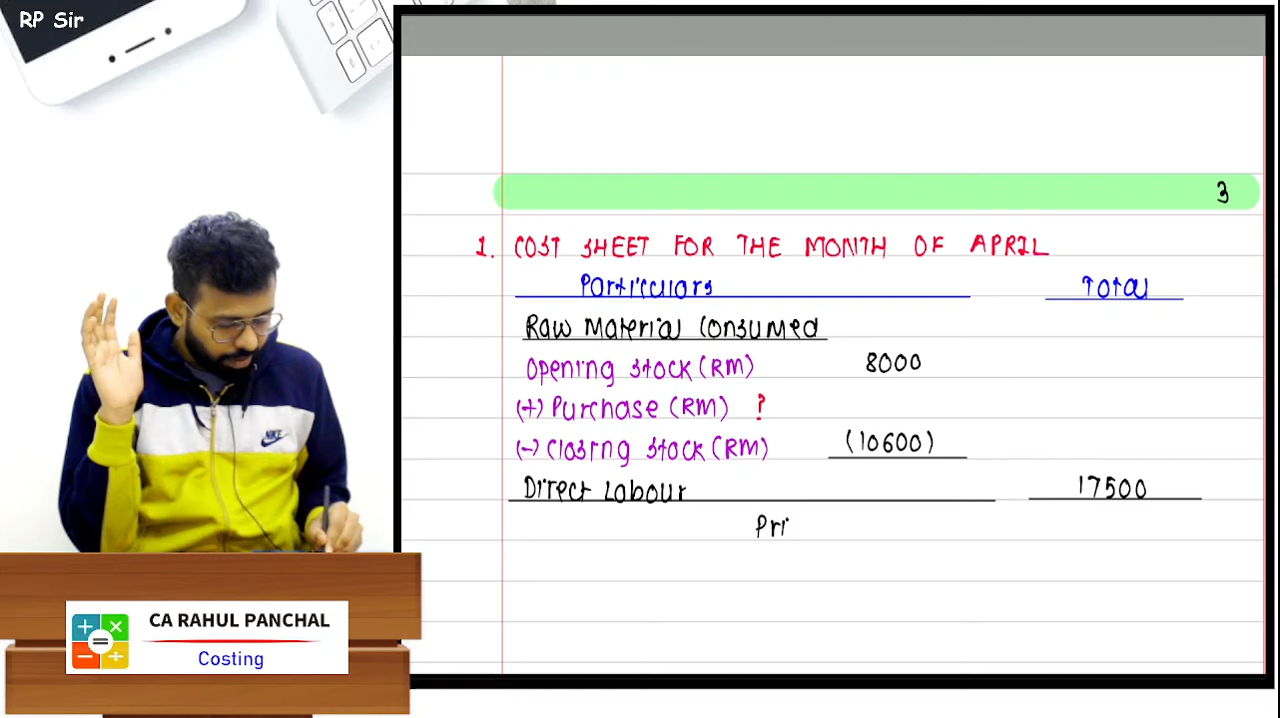 RP Sir
3
1. COST SHEET FOR THE MONTH OF APRIL
Particulars Total
Raw Material Consumed
Opening Stock (RM) 8000
(+) Purchase (RM) ?
(-) Closing Stock (RM) (10600)
Direct Labour 17500
Pri
NIKE
CA RAHUL PANCHAL
Costing